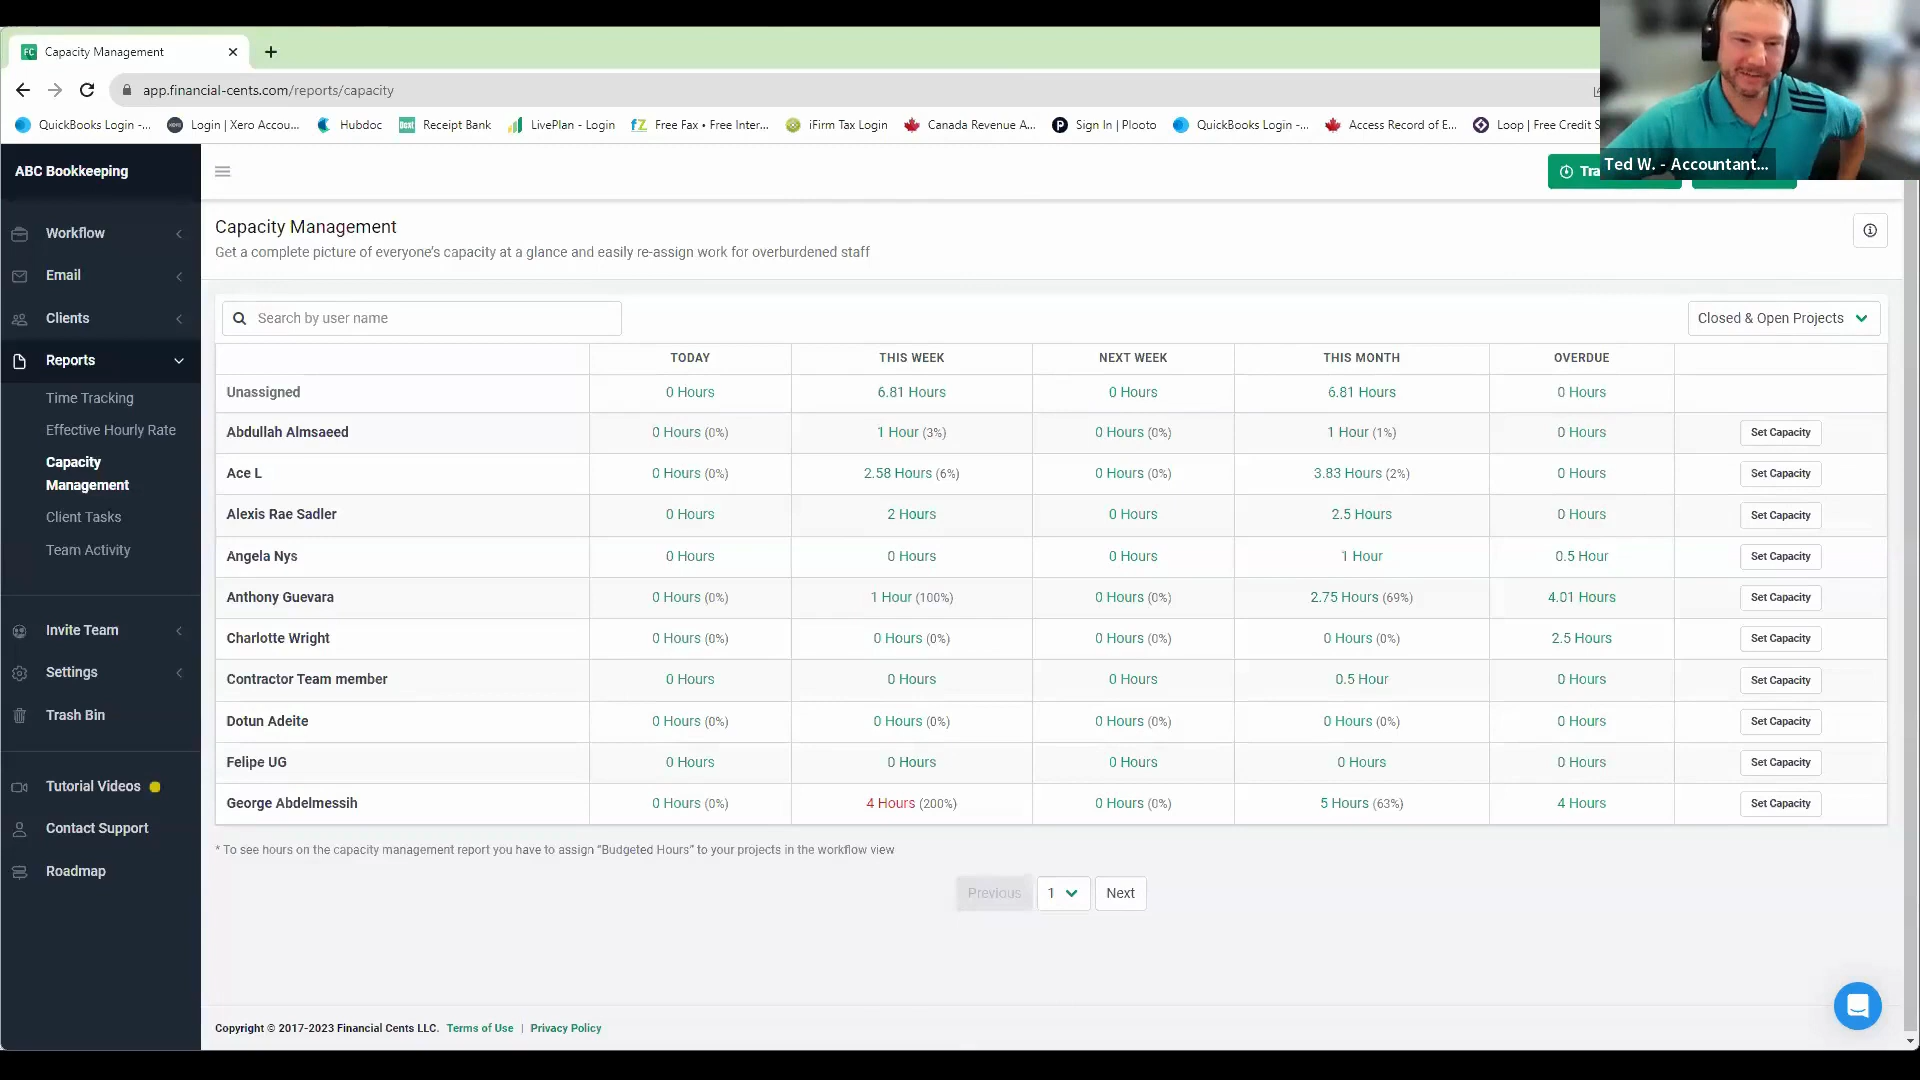 Capacity Management
app.financial-cents.com/reports/capacity
QuickBooks Login -... Login | Xero Accou... Hubdoc Receipt Bank LivePlan - Login Free Fax • Free Inter... iFirm Tax Login Canada Revenue A... Sign In | Plooto QuickBooks Login -... Access Record of E... Loop | Free Credit S
Ted W. - Accountant...
ABC Bookkeeping
Workflow
Email
Clients
Reports
Time Tracking
Effective Hourly Rate
Capacity
Management
Client Tasks
Team Activity
Invite Team
Settings
Trash Bin
Tutorial Videos
Contact Support
Roadmap
Capacity Management
Get a complete picture of everyone's capacity at a glance and easily re-assign work for overburdened staff
Search by user name
Closed & Open Projects
TODAY THIS WEEK NEXT WEEK THIS MONTH OVERDUE
Unassigned 0 Hours 6.81 Hours 0 Hours 6.81 Hours 0 Hours
Abdullah Almsaeed 0 Hours (0%) 1 Hour (3%) 0 Hours (0%) 1 Hour (1%) 0 Hours Set Capacity
Ace L 0 Hours (0%) 2.58 Hours (6%) 0 Hours (0%) 3.83 Hours (2%) 0 Hours Set Capacity
Alexis Rae Sadler 0 Hours 2 Hours 0 Hours 2.5 Hours 0 Hours Set Capacity
Angela Nys 0 Hours 0 Hours 0 Hours 1 Hour 0.5 Hour Set Capacity
Anthony Guevara 0 Hours (0%) 1 Hour (100%) 0 Hours (0%) 2.75 Hours (69%) 4.01 Hours Set Capacity
Charlotte Wright 0 Hours (0%) 0 Hours (0%) 0 Hours (0%) 0 Hours (0%) 2.5 Hours Set Capacity
Contractor Team member 0 Hours 0 Hours 0 Hours 0.5 Hour 0 Hours Set Capacity
Dotun Adeite 0 Hours (0%) 0 Hours (0%) 0 Hours (0%) 0 Hours (0%) 0 Hours Set Capacity
Felipe UG 0 Hours 0 Hours 0 Hours 0 Hours 0 Hours Set Capacity
George Abdelmessih 0 Hours (0%) 4 Hours (200%) 0 Hours (0%) 5 Hours (63%) 4 Hours Set Capacity
* To see hours on the capacity management report you have to assign "Budgeted Hours" to your projects in the workflow view
Previous 1 Next
Copyright © 2017-2023 Financial Cents LLC. Terms of Use | Privacy Policy